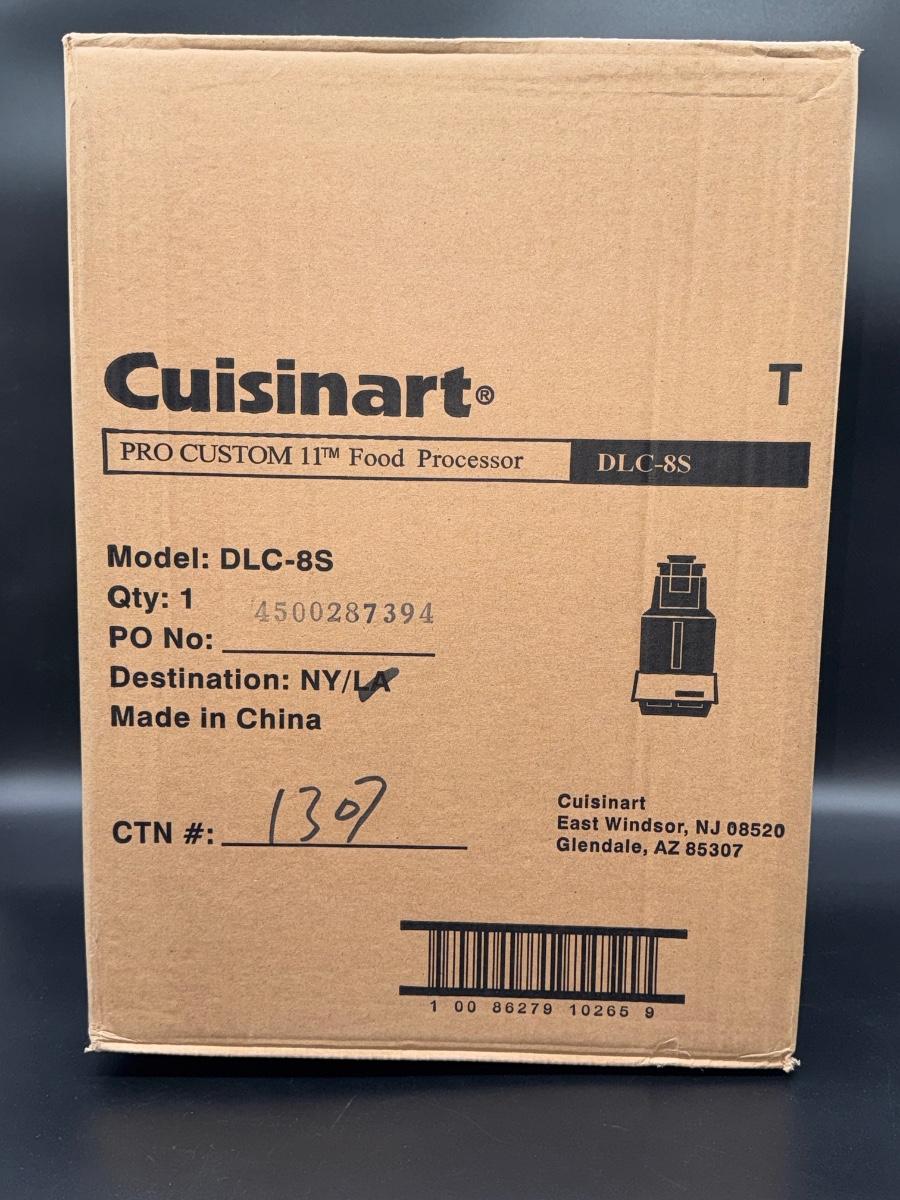 Cuisinart®
T
PRO CUSTOM 11™ Food Processor DLC-8S
Model: DLC-8S
Qty: 1
PO No: 4500287394
Destination: NY/LA
Made in China
CTN #: 1307
Cuisinart
East Windsor, NJ 08520
Glendale, AZ 85307
1 00 86279 10265 9